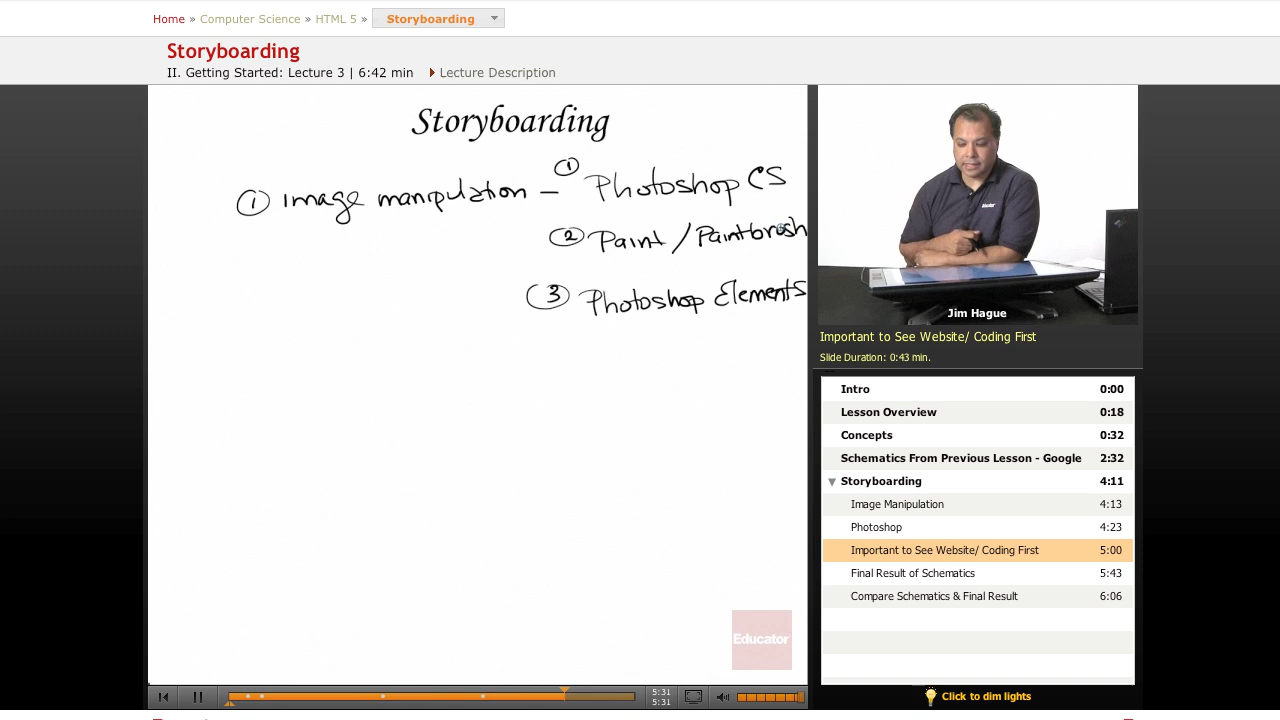 Home » Computer Science » HTML 5 » Storyboarding
Storyboarding
II. Getting Started: Lecture 3 | 6:42 min Lecture Description
Storyboarding
① Image manipulation – ① Photoshop CS
② Paint / Paintbrush
③ Photoshop Elements
Educator
Educator
Jim Hague
Important to See Website/ Coding First
Slide Duration: 0:43 min.
Intro 0:00
Lesson Overview 0:18
Concepts 0:32
Schematics From Previous Lesson - Google 2:32
Storyboarding 4:11
Image Manipulation 4:13
Photoshop 4:23
Important to See Website/ Coding First 5:00
Final Result of Schematics 5:43
Compare Schematics & Final Result 6:06
5:31
5:31
Click to dim lights